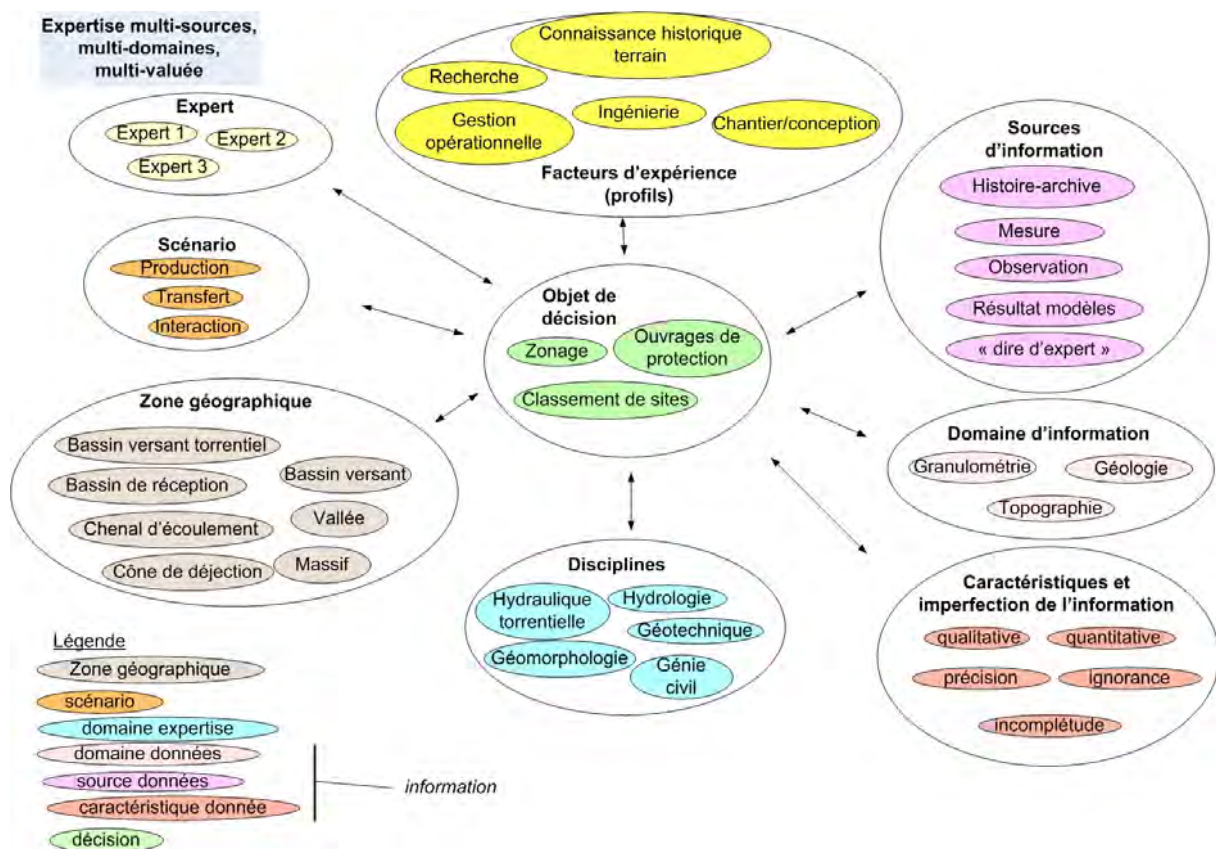 Expertise multi-sources,
multi-domaines,
multi-valuée
Expert
Expert 1
Expert 2
Expert 3
Connaissance historique
terrain
Recherche
Ingénierie
Gestion
opérationnelle
Chantier/conception
Facteurs d'expérience
(profils)
Sources
d'information
Histoire-archive
Mesure
Observation
Résultat modèles
« dire d'expert »
Scénario
Production
Transfert
Interaction
Objet de
décision
Zonage
Ouvrages de
protection
Classement de sites
Zone géographique
Bassin versant torrentiel
Bassin versant
Bassin de réception
Vallée
Chenal d'écoulement
Massif
Cône de déjection
Domaine d'information
Granulométrie
Géologie
Topographie
Disciplines
Hydraulique
torrentielle
Hydrologie
Géotechnique
Géomorphologie
Génie
civil
Caractéristiques et
imperfection de l'information
qualitative
quantitative
précision
ignorance
incomplétude
Légende
Zone géographique
scénario
domaine expertise
domaine données
source données
caractéristique donnée
décision
information